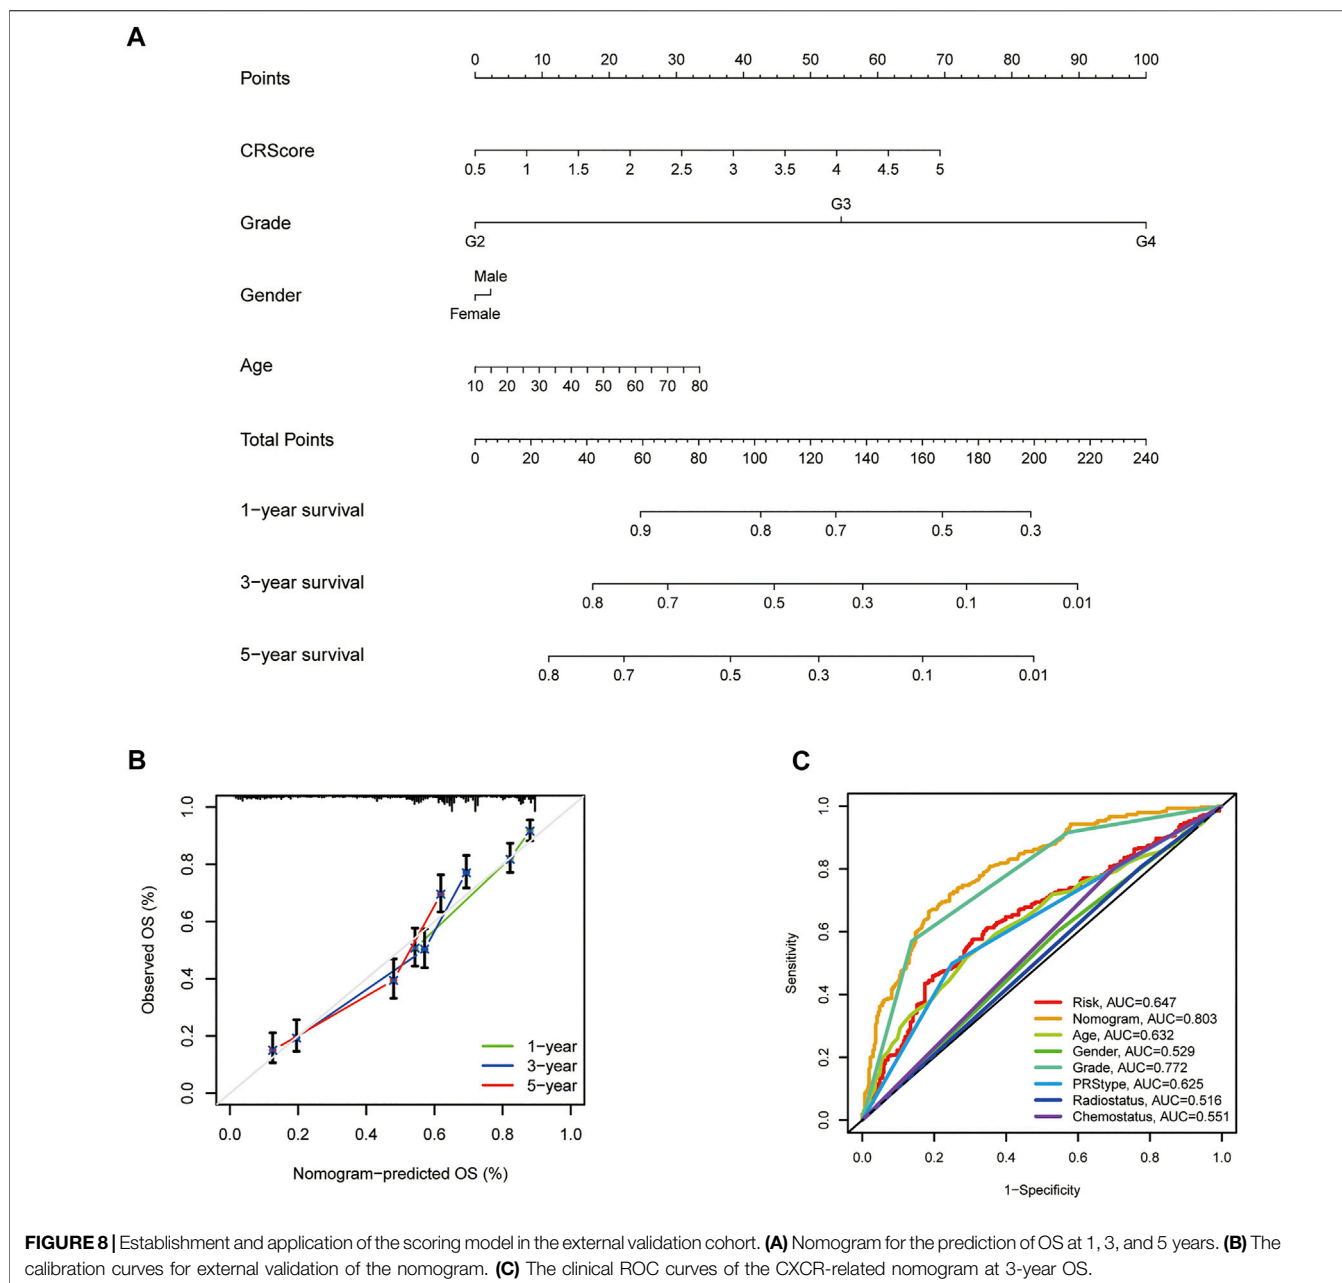 A
Points
0 10 20 30 40 50 60 70 80 90 100
CRScore
0.5 1 1.5 2 2.5 3 3.5 4 4.5 5
G3
Grade
G2 G4
Male
Gender
Female
Age
10 20 30 40 50 60 70 80
Total Points
0 20 40 60 80 100 120 140 160 180 200 220 240
1−year survival
0.9 0.8 0.7 0.5 0.3
3−year survival
0.8 0.7 0.5 0.3 0.1 0.01
5−year survival
0.8 0.7 0.5 0.3 0.1 0.01
B
Observed OS (%)
1.0
0.8
0.6
0.4
0.2
0.0
1-year
3-year
5-year
0.0 0.2 0.4 0.6 0.8 1.0
Nomogram−predicted OS (%)
C
Sensitivity
1.0
0.8
0.6
0.4
0.2
0.0
Risk, AUC=0.647
Nomogram, AUC=0.803
Age, AUC=0.632
Gender, AUC=0.529
Grade, AUC=0.772
PRStype, AUC=0.625
Radiostatus, AUC=0.516
Chemostatus, AUC=0.551
0.0 0.2 0.4 0.6 0.8 1.0
1−Specificity
FIGURE 8 | Establishment and application of the scoring model in the external validation cohort. (A) Nomogram for the prediction of OS at 1, 3, and 5 years. (B) The
calibration curves for external validation of the nomogram. (C) The clinical ROC curves of the CXCR-related nomogram at 3-year OS.